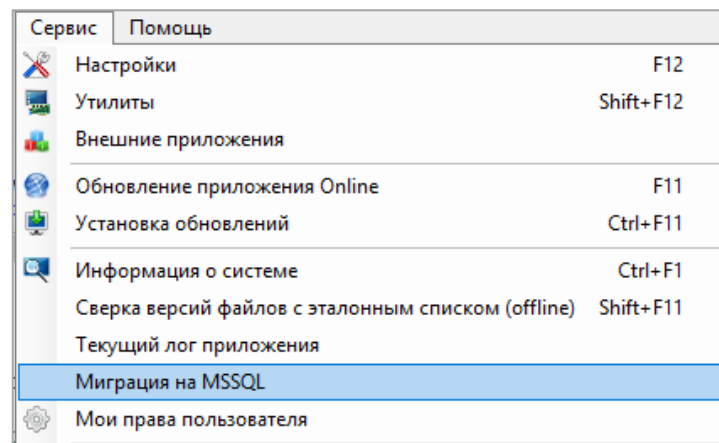 Сервис Помощь
Настройки F12
Утилиты Shift+F12
Внешние приложения
Обновление приложения Online F11
Установка обновлений Ctrl+F11
Информация о системе Ctrl+F1
Сверка версий файлов с эталонным списком (offline) Shift+F11
Текущий лог приложения
Миграция на MSSQL
Мои права пользователя